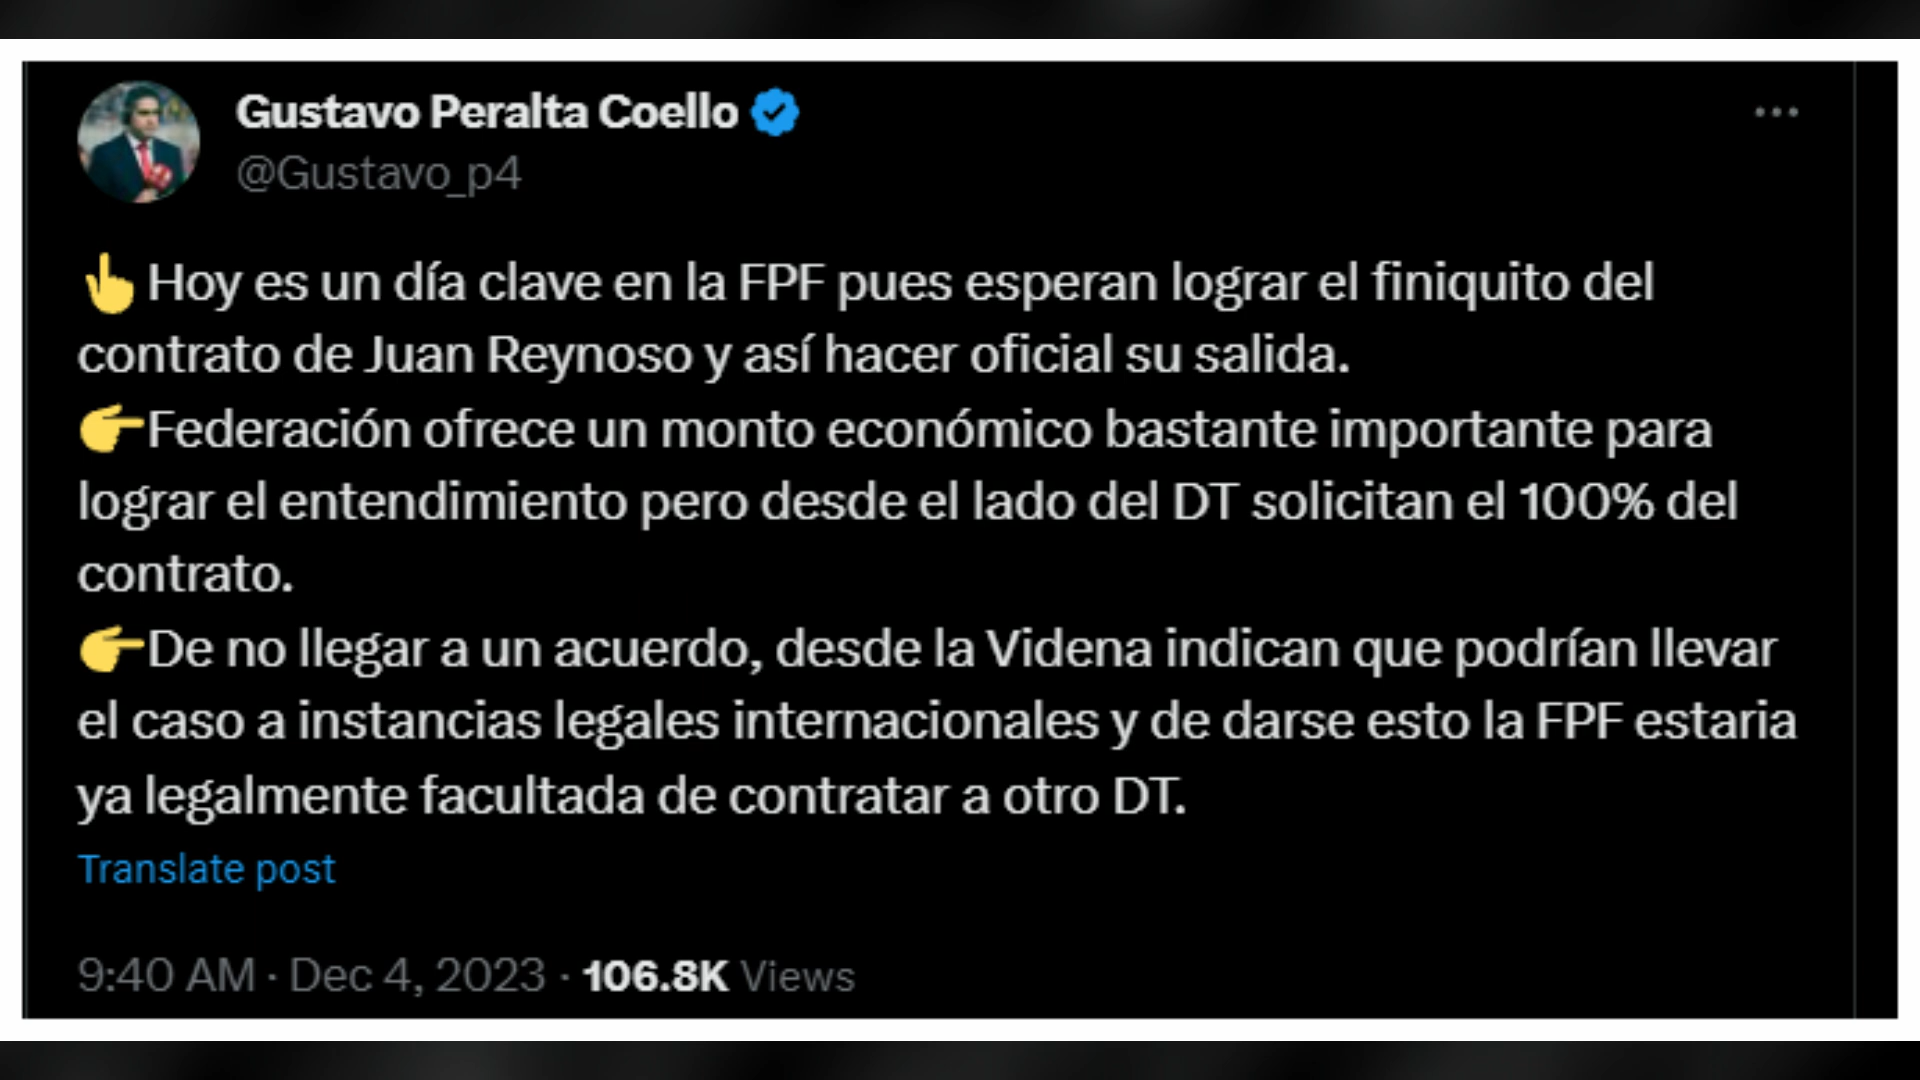 Gustavo Peralta Coello
@Gustavo_p4
👆Hoy es un día clave en la FPF pues esperan lograr el finiquito del
contrato de Juan Reynoso y así hacer oficial su salida.
👉Federación ofrece un monto económico bastante importante para
lograr el entendimiento pero desde el lado del DT solicitan el 100% del
contrato.
👉De no llegar a un acuerdo, desde la Videna indican que podrían llevar
el caso a instancias legales internacionales y de darse esto la FPF estaria
ya legalmente facultada de contratar a otro DT.
Translate post
9:40 AM · Dec 4, 2023 · 106.8K Views